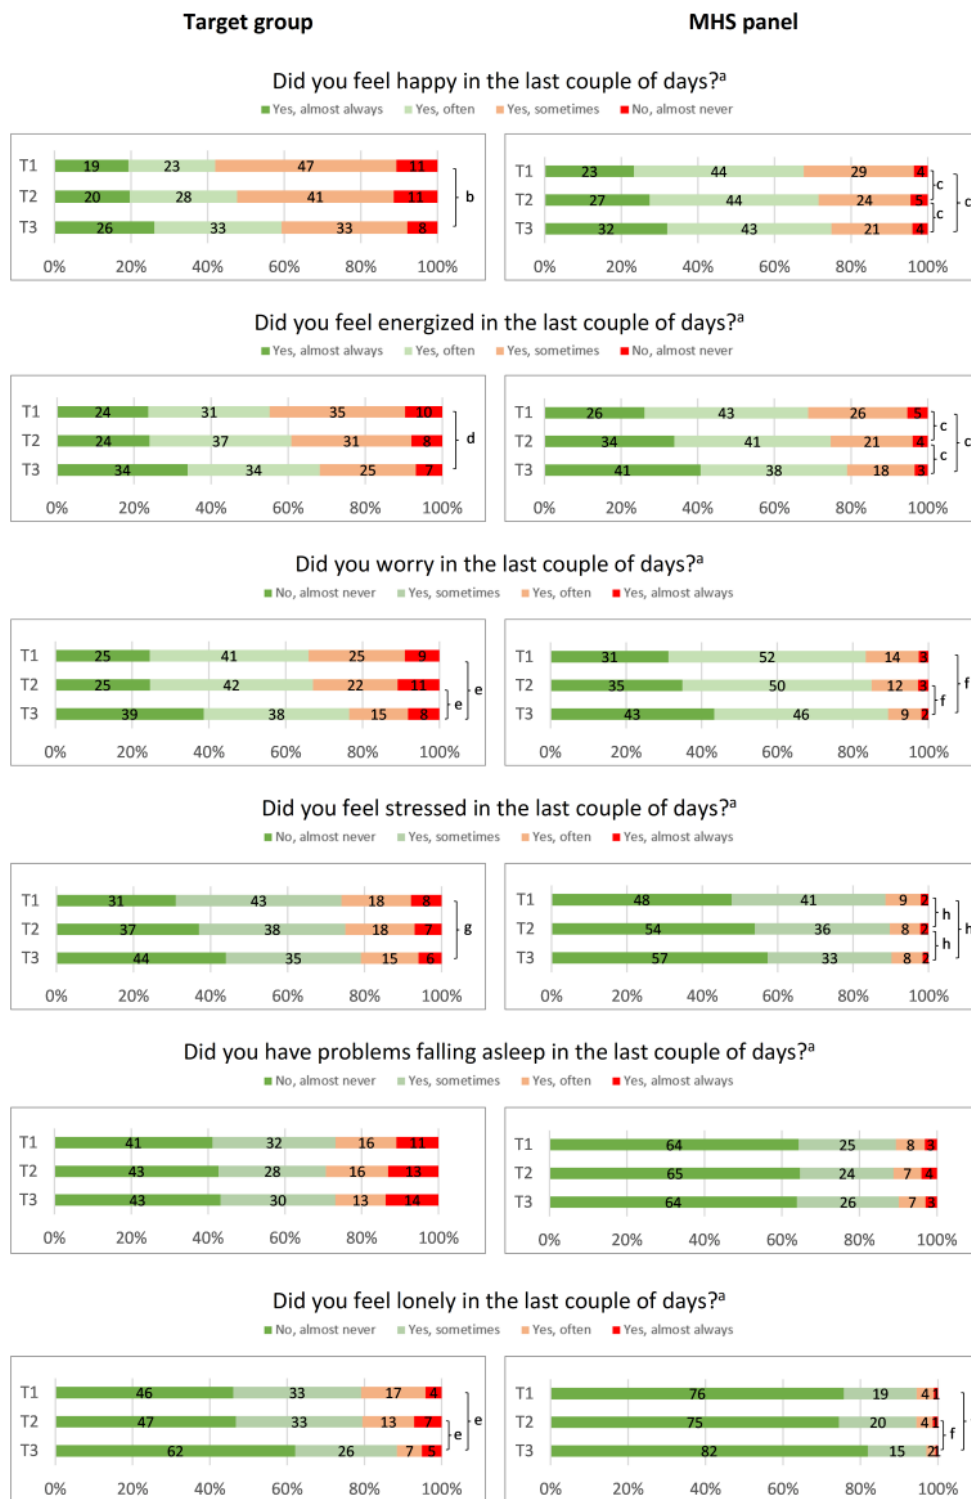 Target group MHS panel
Did you feel happy in the last couple of days?ᵃ
Yes, almost always Yes, often Yes, sometimes No, almost never
T1 19 23 47 11
T2 20 28 41 11 b
T3 26 33 33 8
0% 20% 40% 60% 80% 100%
T1 23 44 29 4
c
T2 27 44 24 5 c
c
T3 32 43 21 4
0% 20% 40% 60% 80% 100%
Did you feel energized in the last couple of days?ᵃ
Yes, almost always Yes, often Yes, sometimes No, almost never
T1 24 31 35 10
T2 24 37 31 8 d
T3 34 34 25 7
0% 20% 40% 60% 80% 100%
T1 26 43 26 5
c
T2 34 41 21 4 c
c
T3 41 38 18 3
0% 20% 40% 60% 80% 100%
Did you worry in the last couple of days?ᵃ
No, almost never Yes, sometimes Yes, often Yes, almost always
T1 25 41 25 9
T2 25 42 22 11 e
e
T3 39 38 15 8
0% 20% 40% 60% 80% 100%
T1 31 52 14 3
T2 35 50 12 3 f
f
T3 43 46 9 2
0% 20% 40% 60% 80% 100%
Did you feel stressed in the last couple of days?ᵃ
No, almost never Yes, sometimes Yes, often Yes, almost always
T1 31 43 18 8
T2 37 38 18 7 g
T3 44 35 15 6
0% 20% 40% 60% 80% 100%
T1 48 41 9 2
h
T2 54 36 8 2 h
h
T3 57 33 8 2
0% 20% 40% 60% 80% 100%
Did you have problems falling asleep in the last couple of days?ᵃ
No, almost never Yes, sometimes Yes, often Yes, almost always
T1 41 32 16 11
T2 43 28 16 13
T3 43 30 13 14
0% 20% 40% 60% 80% 100%
T1 64 25 8 3
T2 65 24 7 4
T3 64 26 7 3
0% 20% 40% 60% 80% 100%
Did you feel lonely in the last couple of days?ᵃ
No, almost never Yes, sometimes Yes, often Yes, almost always
T1 46 33 17 4
T2 47 33 13 7 e
e
T3 62 26 7 5
0% 20% 40% 60% 80% 100%
T1 76 19 4 1
T2 75 20 4 1
f
T3 82 15 2 1
0% 20% 40% 60% 80% 100%